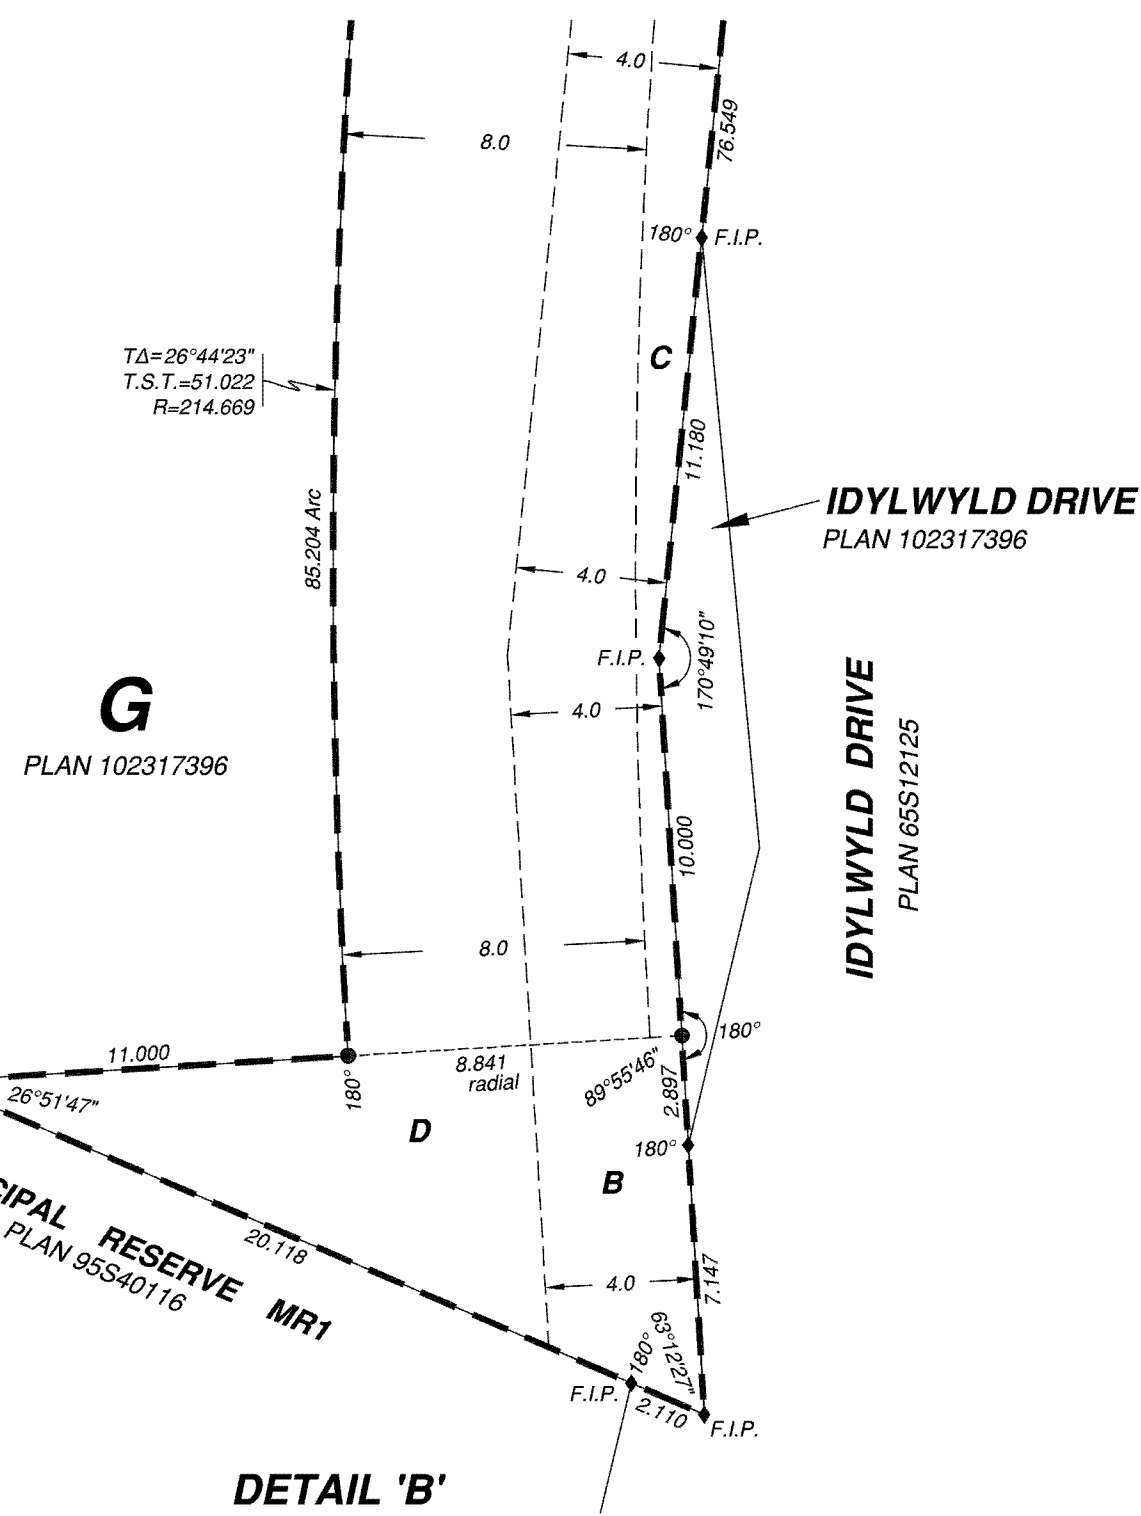 4.0
76.549
8.0
180° F.I.P.
C
TΔ=26°44'23"
T.S.T.=51.022
R=214.669
11.180
85.204 Arc
IDYLWYLD DRIVE
PLAN 102317396
4.0
F.I.P.
170°49'10"
G
PLAN 102317396
4.0
IDYLWYLD DRIVE
PLAN 65S12125
10.000
8.0
180°
11.000
8.841
radial
89°55'46"
2.897
26°51'47"
180°
D
180°
B
CIPAL RESERVE MR1
PLAN 95S40116
20.118
4.0
7.147
180°
63°12'27"
F.I.P.
2.110
F.I.P.
DETAIL 'B'